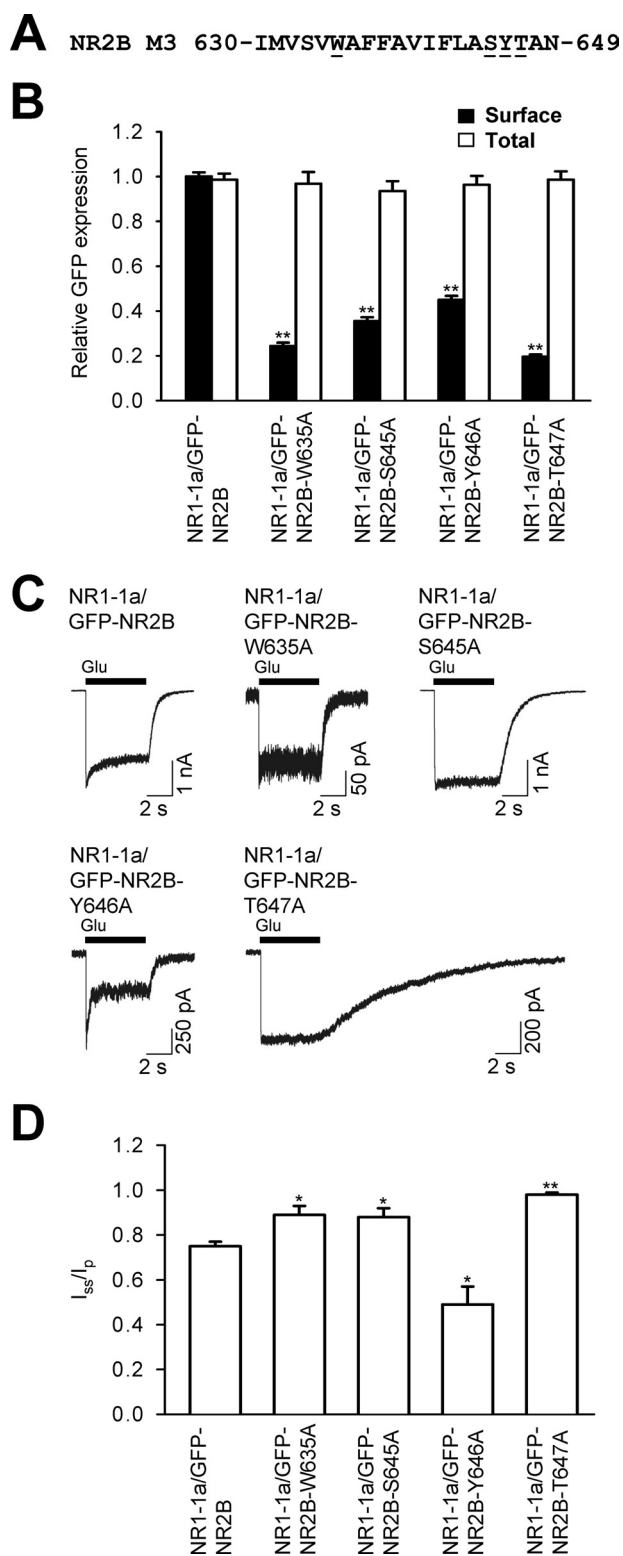 A
NR2B M3 630-IMVSVWAFFAVIFLASYTAN-649
B
Surface
Total
1.2
1.0
0.8
0.6
0.4
0.2
0.0
Relative GFP expression
**
**
**
**
NR1-1a/GFP-
NR2B
NR1-1a/GFP-
NR2B-W635A
NR1-1a/GFP-
NR2B-S645A
NR1-1a/GFP-
NR2B-Y646A
NR1-1a/GFP-
NR2B-T647A
C
NR1-1a/
GFP-NR2B
Glu
1 nA
2 s
NR1-1a/
GFP-NR2B-
W635A
Glu
50 pA
2 s
NR1-1a/
GFP-NR2B-
S645A
Glu
1 nA
2 s
NR1-1a/
GFP-NR2B-
Y646A
Glu
250 pA
2 s
NR1-1a/
GFP-NR2B-
T647A
Glu
200 pA
2 s
D
1.2
1.0
0.8
0.6
0.4
0.2
0.0
Iss/Ip
*
*
*
**
NR1-1a/GFP-
NR2B
NR1-1a/GFP-
NR2B-W635A
NR1-1a/GFP-
NR2B-S645A
NR1-1a/GFP-
NR2B-Y646A
NR1-1a/GFP-
NR2B-T647A